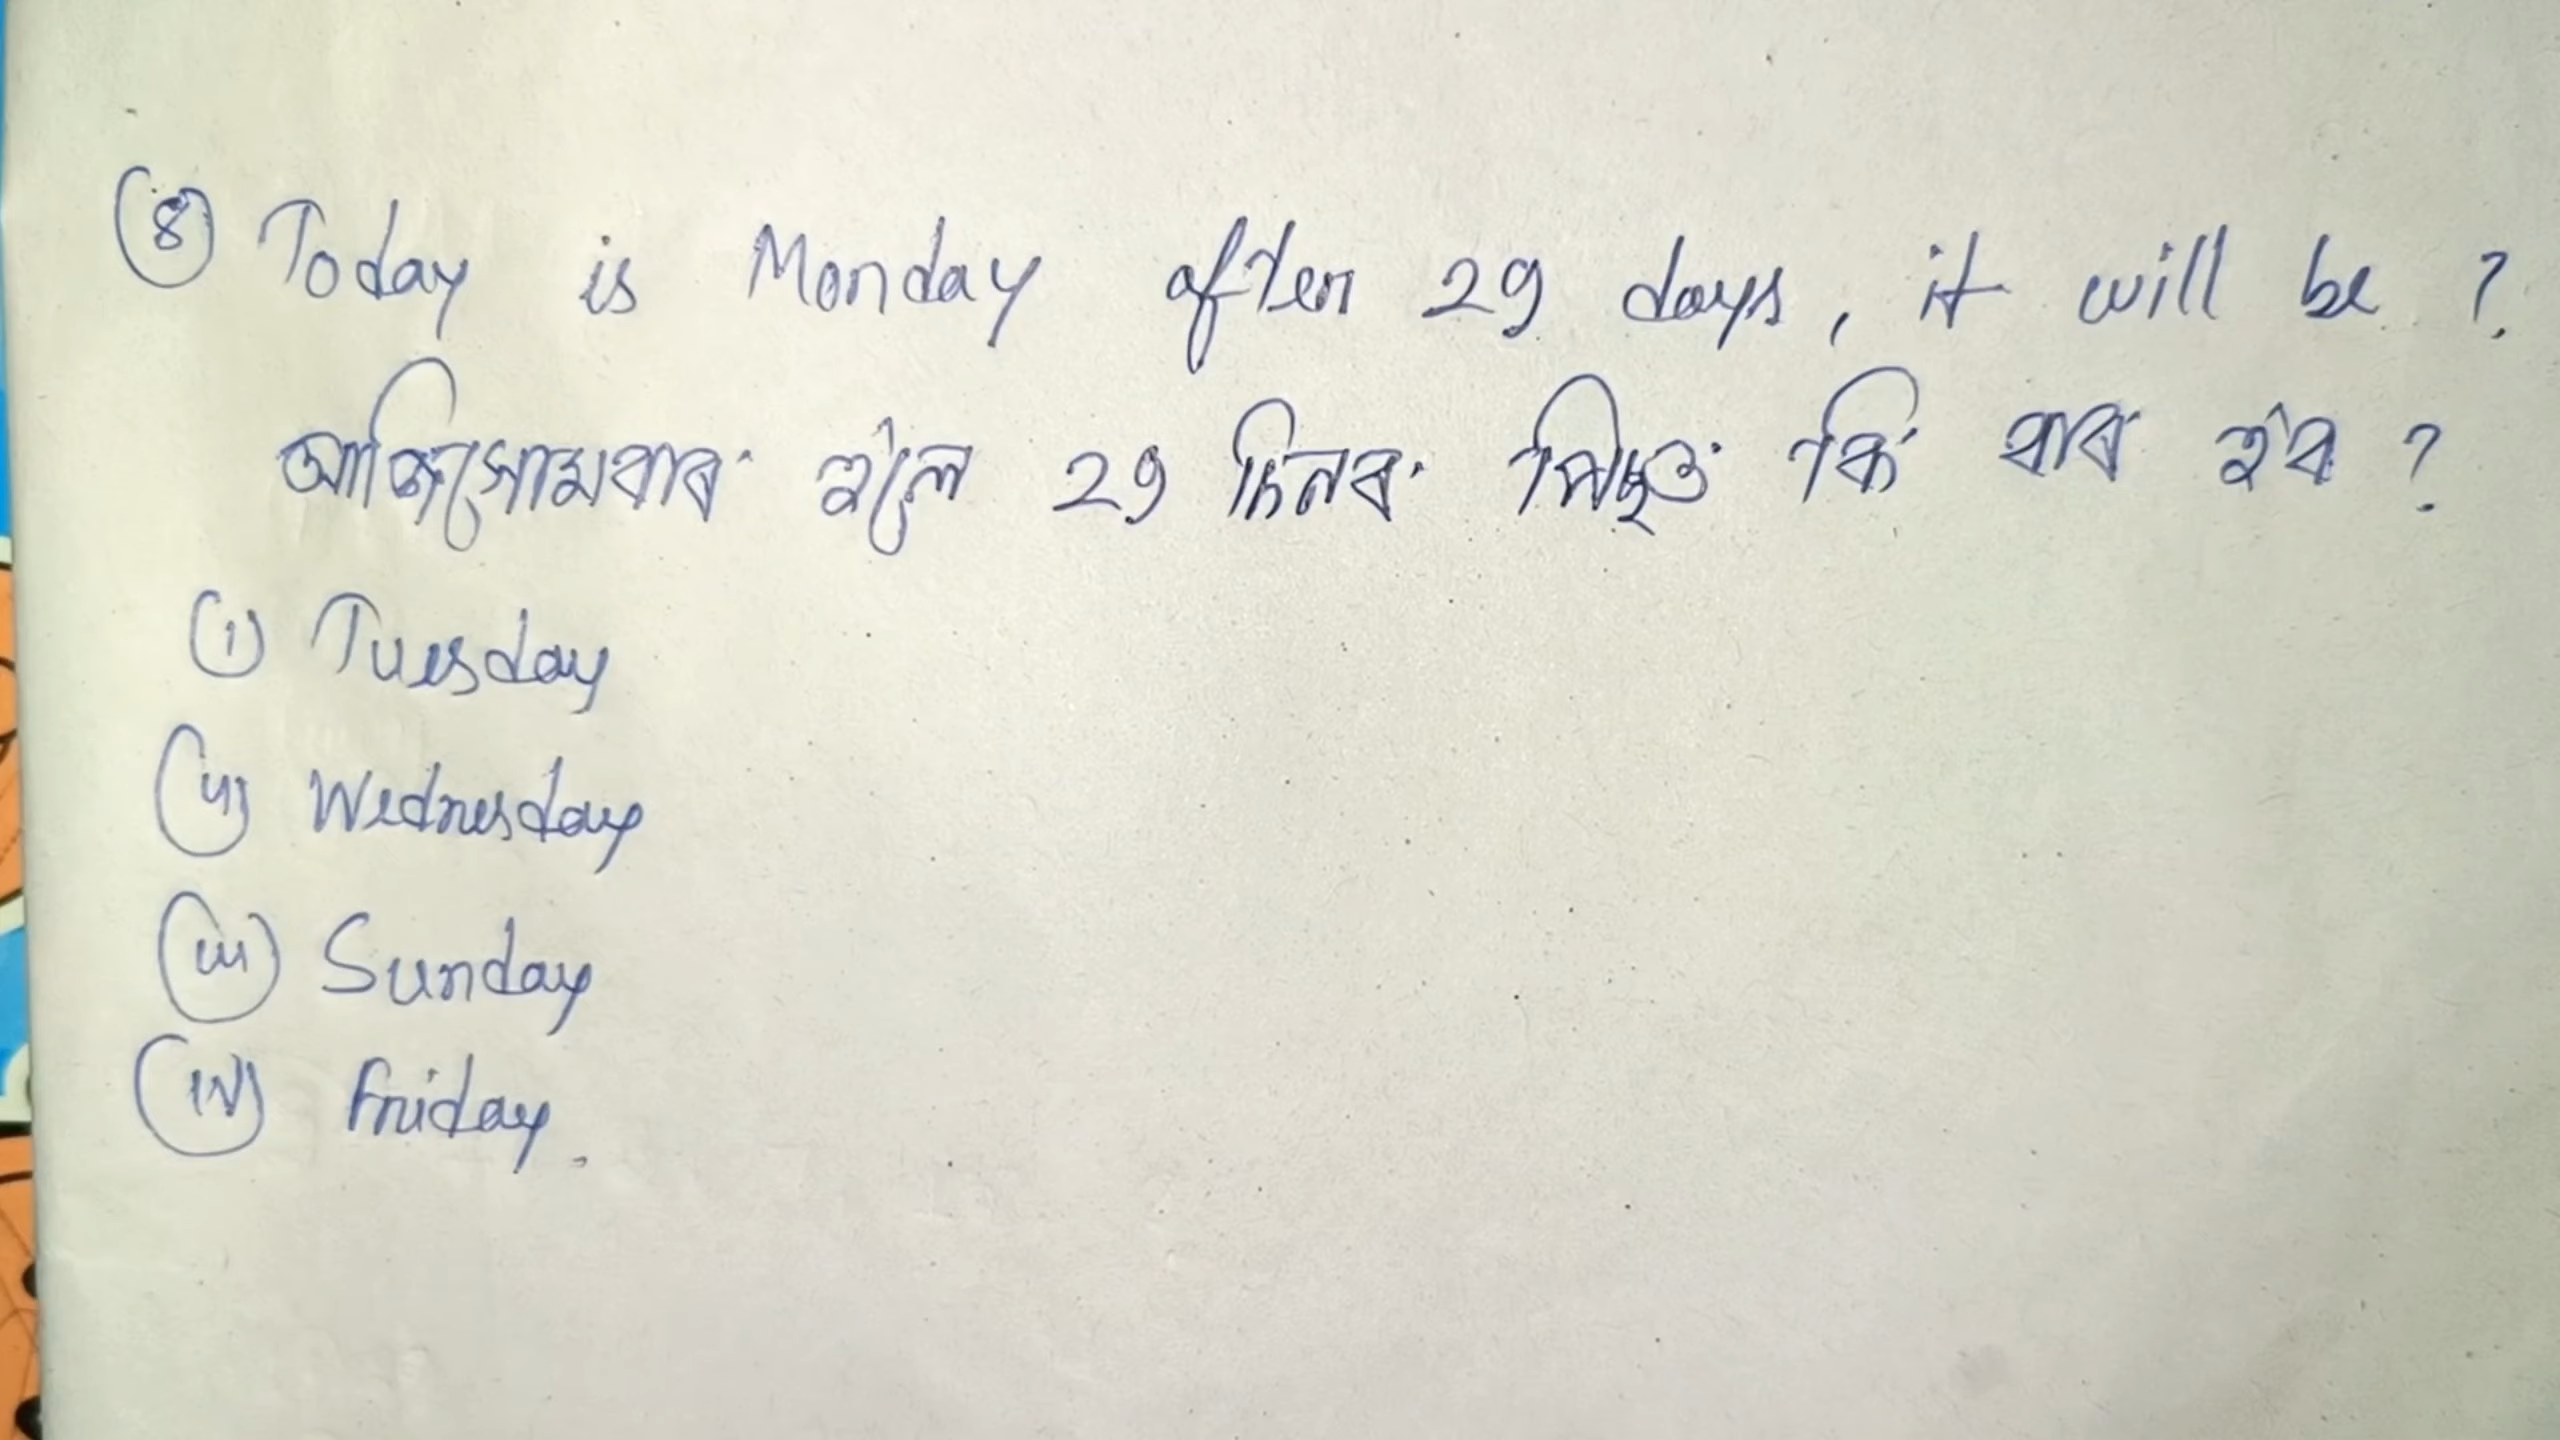 (8) Today is Monday after 29 days, it will be ?
আজি সোমবাৰ হ'লে 29 দিনৰ পিছত কি বাৰ হ'ব ?
(i) Tuesday
(ii) Wednesday
(iii) Sunday
(iv) Friday.